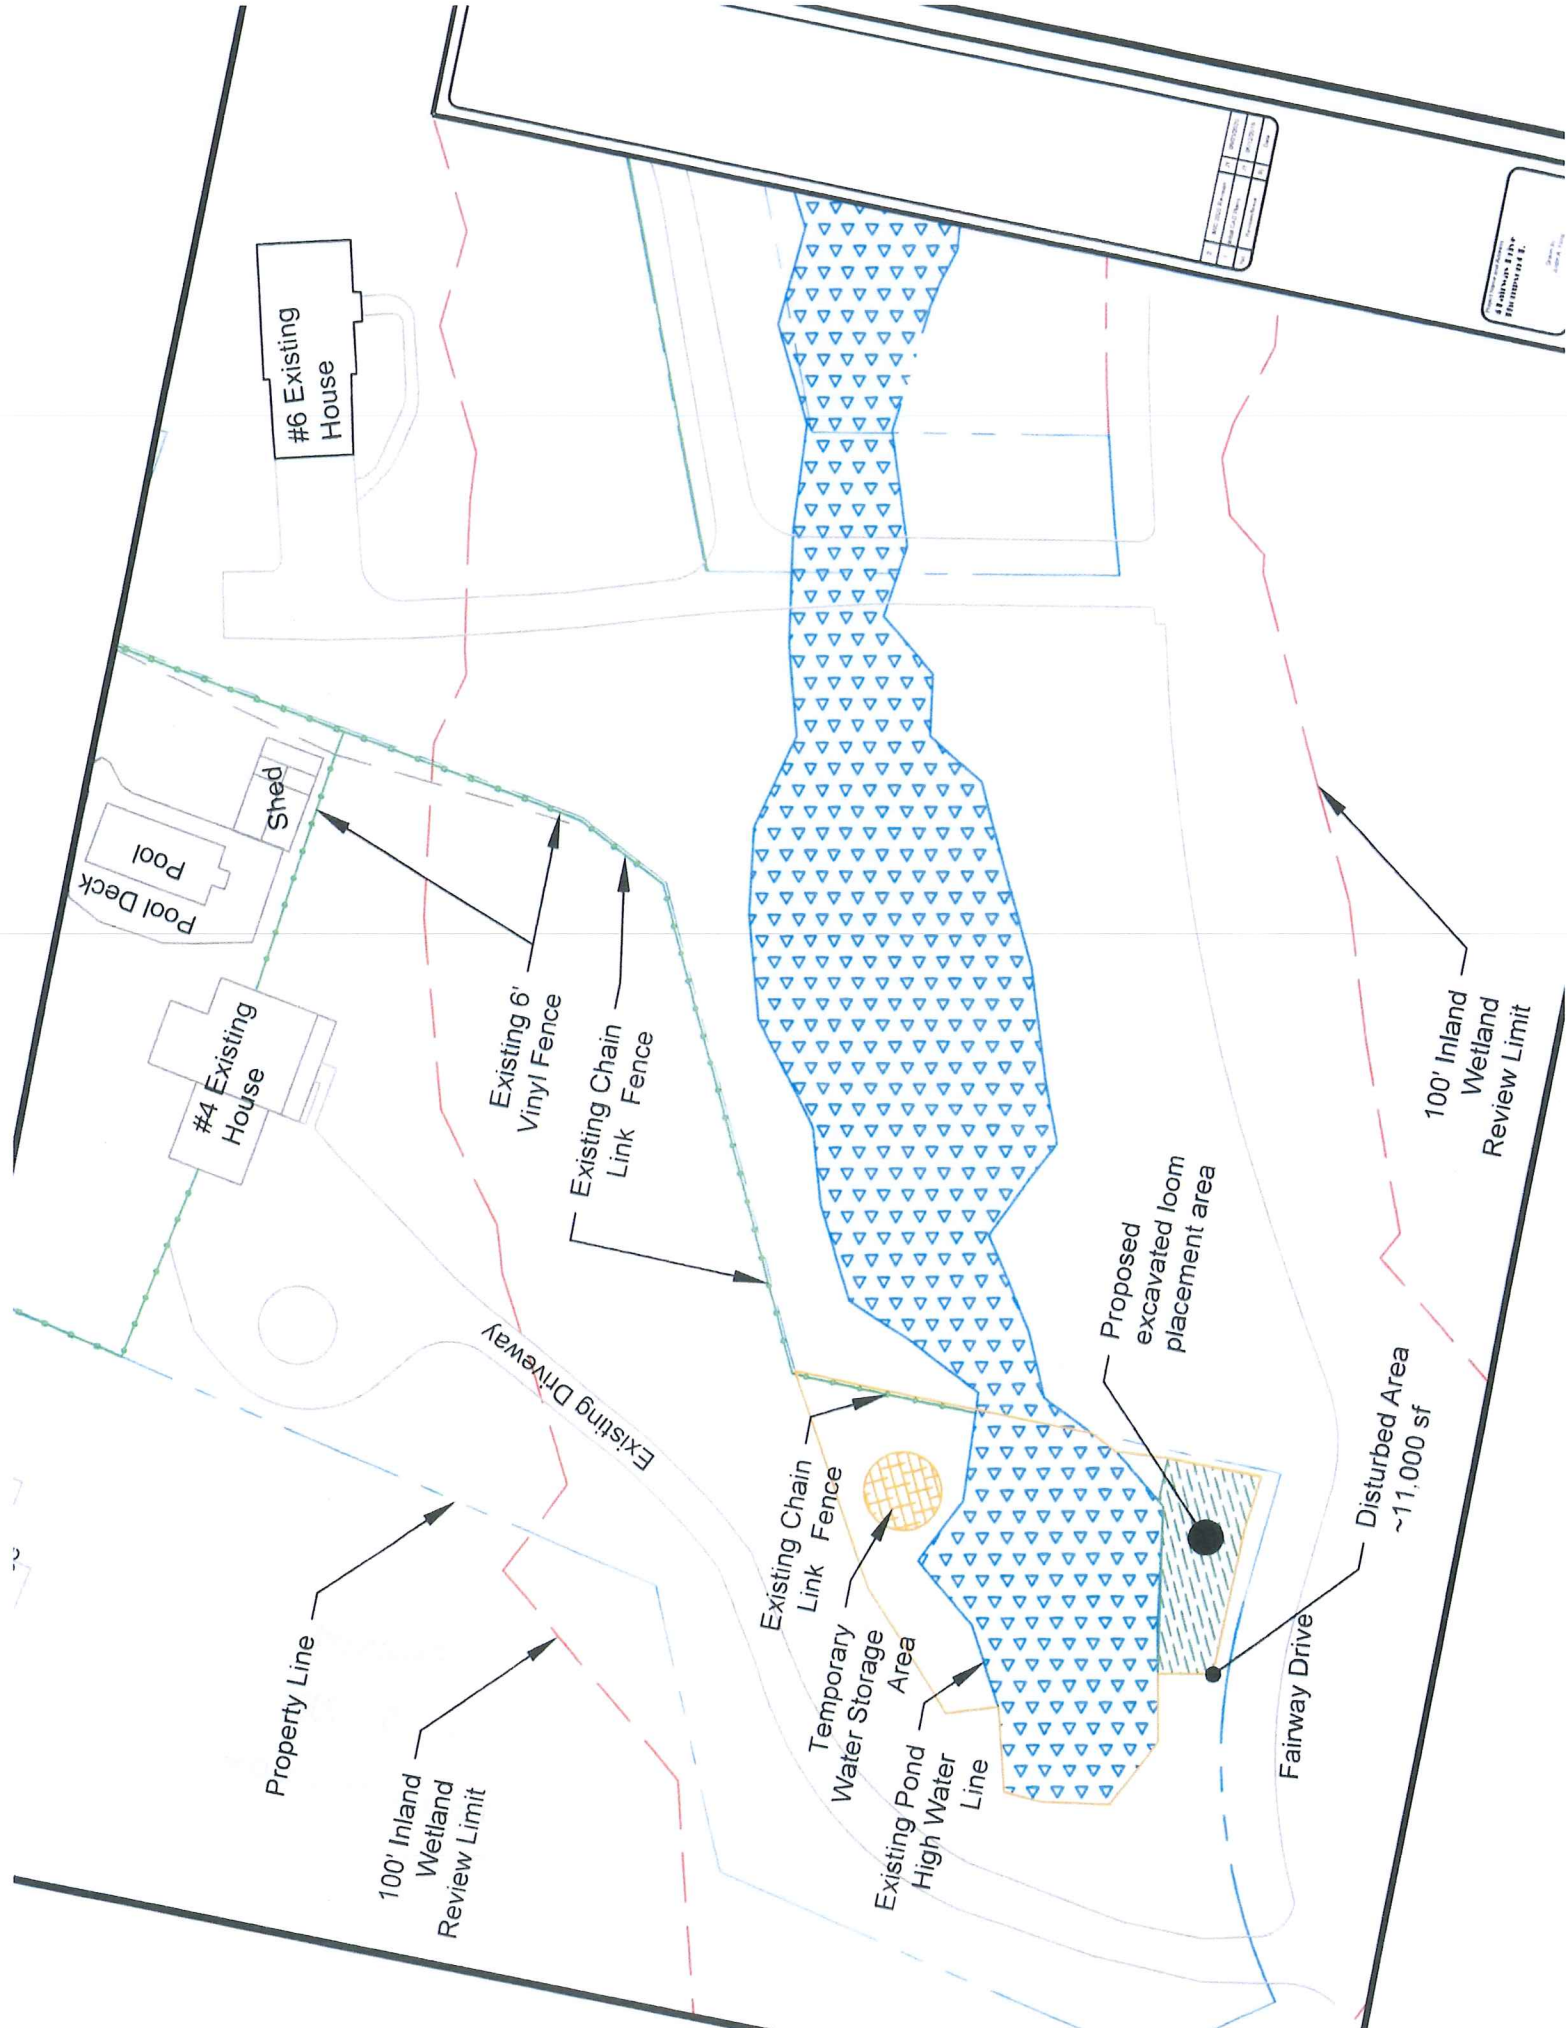 #6 Existing
House
Shed
Pool
Pool Deck
#4 Existing
House
Existing 6'
Vinyl Fence
Existing Chain
Link Fence
Existing Driveway
Property Line
100' Inland
Wetland
Review Limit
Existing Chain
Link Fence
Temporary
Water Storage
Area
Existing Pond
High Water
Line
Proposed
excavated loom
placement area
Disturbed Area
~11,000 sf
Fairway Drive
100' Inland
Wetland
Review Limit